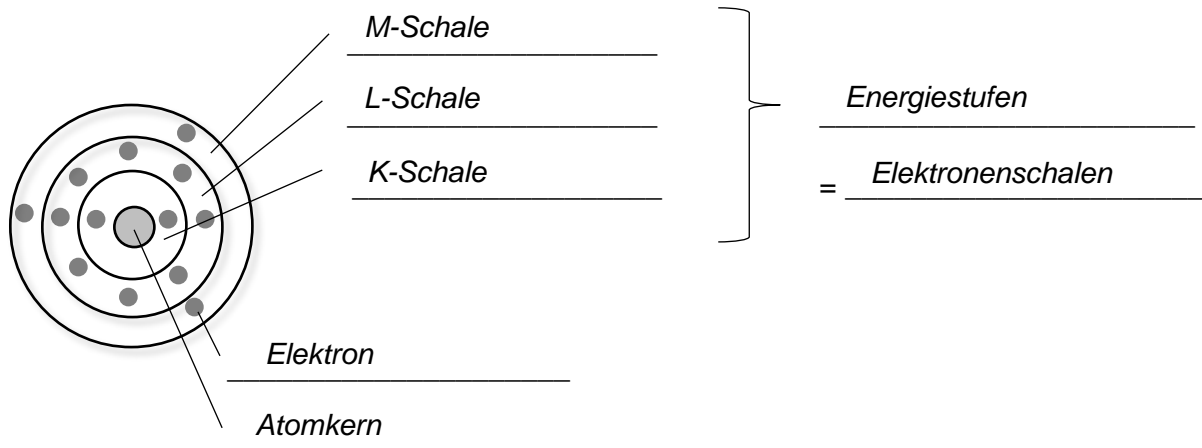 M-Schale
L-Schale
Energiestufen
K-Schale
= Elektronenschalen
Elektron
Atomkern